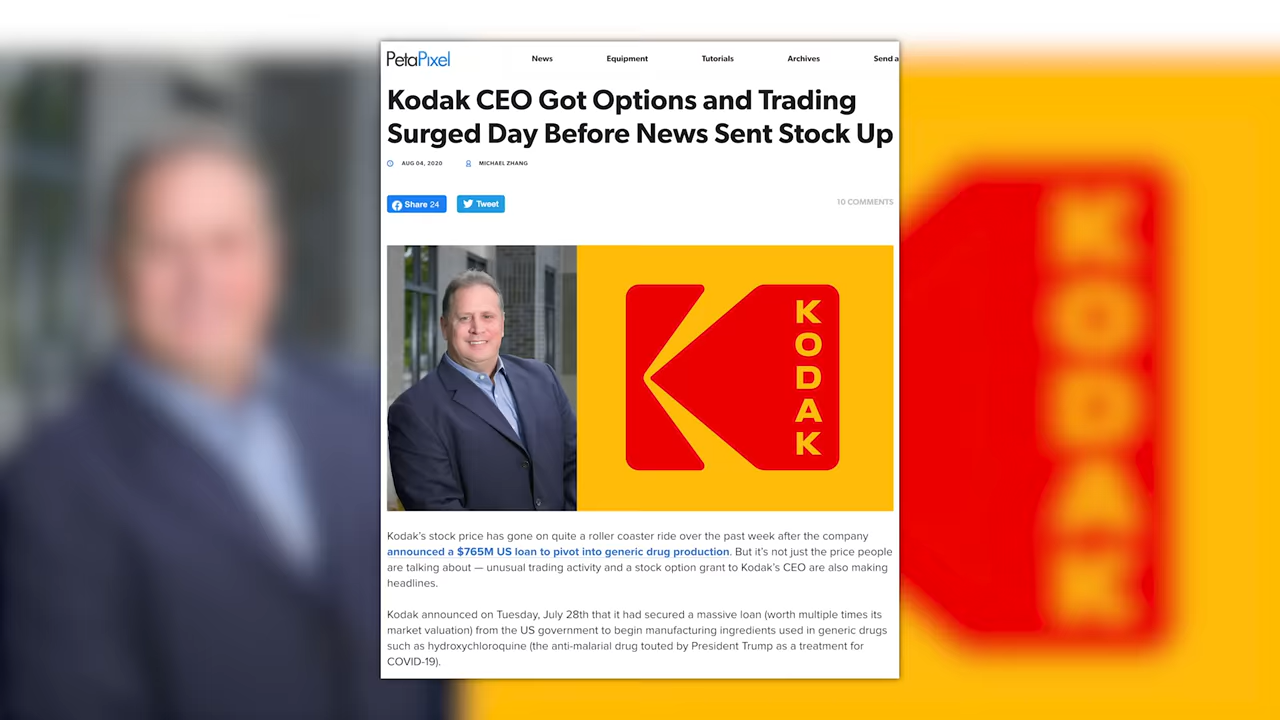 PetaPixel
News Equipment Tutorials Archives Send a
Kodak CEO Got Options and Trading
Surged Day Before News Sent Stock Up
AUG 04, 2020 MICHAEL ZHANG
Share 24 Tweet
10 COMMENTS
K
O
D
A
K
Kodak’s stock price has gone on quite a roller coaster ride over the past week after the company
announced a $765M US loan to pivot into generic drug production. But it’s not just the price people
are talking about — unusual trading activity and a stock option grant to Kodak’s CEO are also making
headlines.
Kodak announced on Tuesday, July 28th that it had secured a massive loan (worth multiple times its
market valuation) from the US government to begin manufacturing ingredients used in generic drugs
such as hydroxychloroquine (the anti-malarial drug touted by President Trump as a treatment for
COVID-19).
K
O
D
A
K